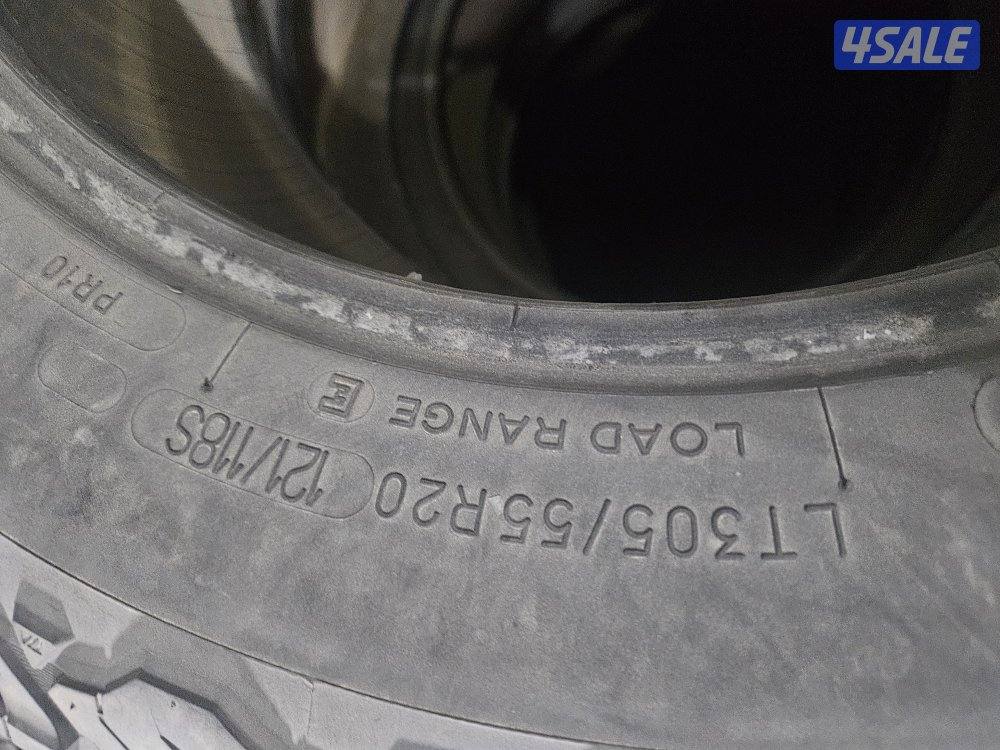 4SALE
LT305/55R20 121/118S
LOAD RANGE E
PR10